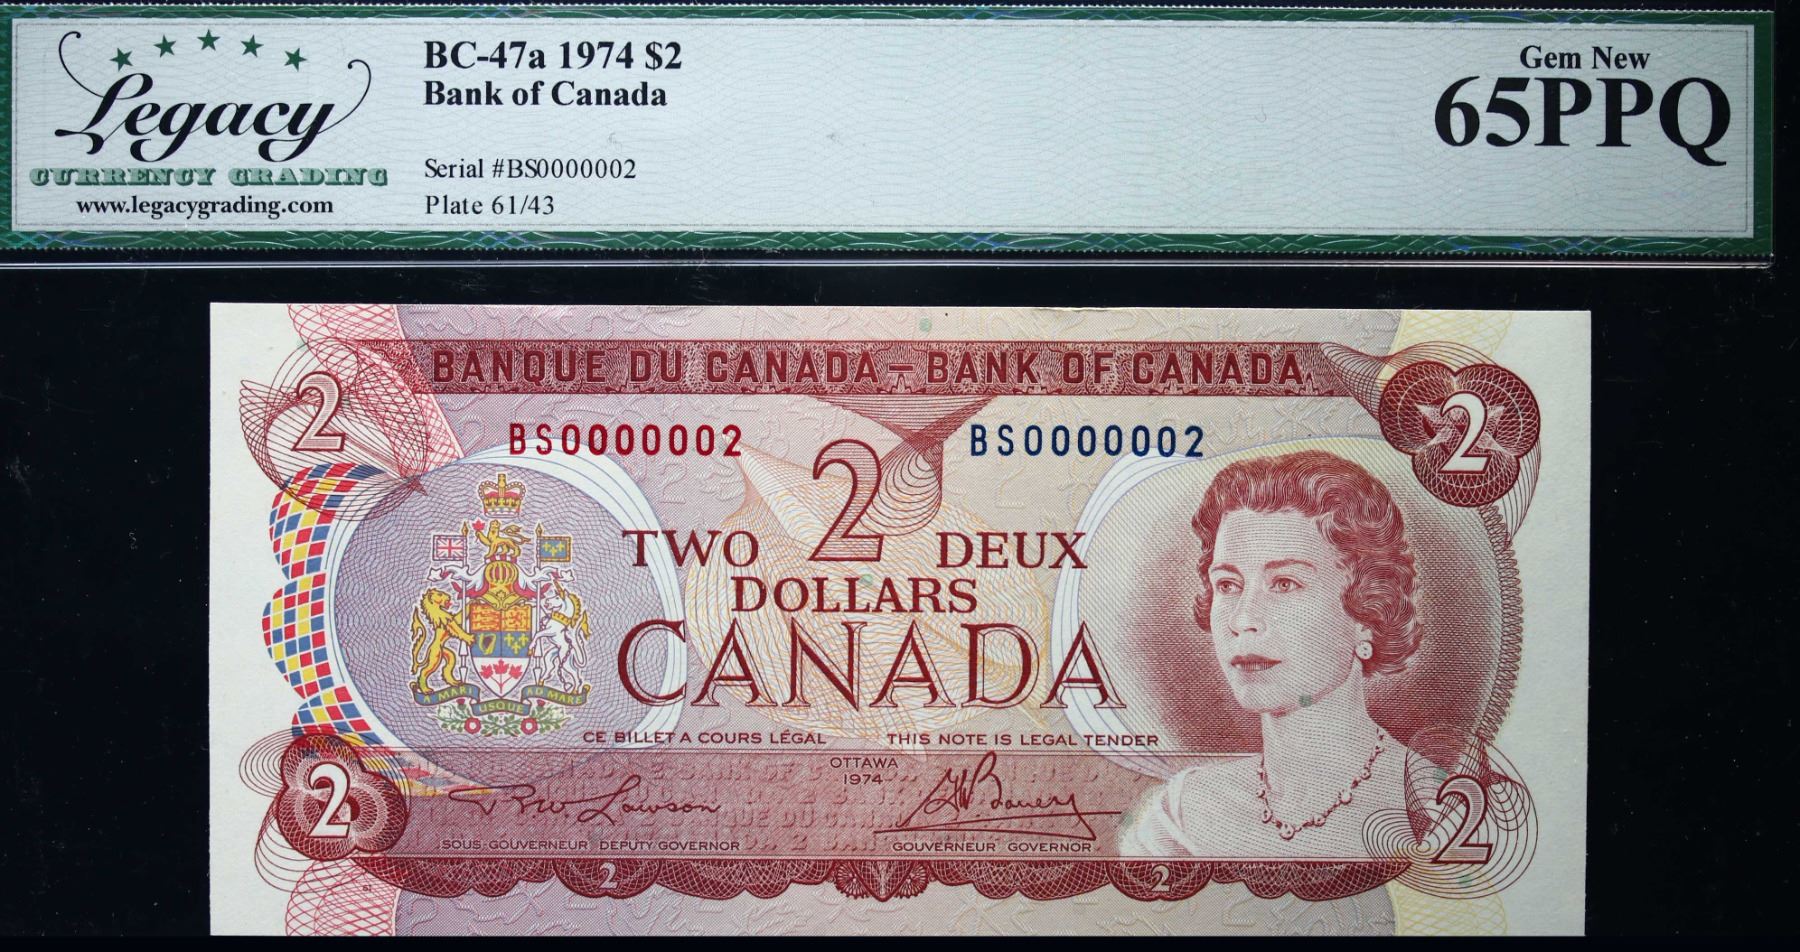 Legacy
CURRENCY GRADING
www.legacygrading.com
BC-47a 1974 $2
Bank of Canada
Serial #BS0000002
Plate 61/43
Gem New
65PPQ
BANQUE DU CANADA – BANK OF CANADA
2
2
BS0000002
BS0000002
2
TWO DEUX
DOLLARS
CANADA
A MARI USQUE AD MARE
CE BILLET A COURS LÉGAL THIS NOTE IS LEGAL TENDER
OTTAWA
1974
2
R.W. Lawson
G.K. Bouey
2
SOUS-GOUVERNEUR DEPUTY GOVERNOR
GOUVERNEUR GOVERNOR
2
2